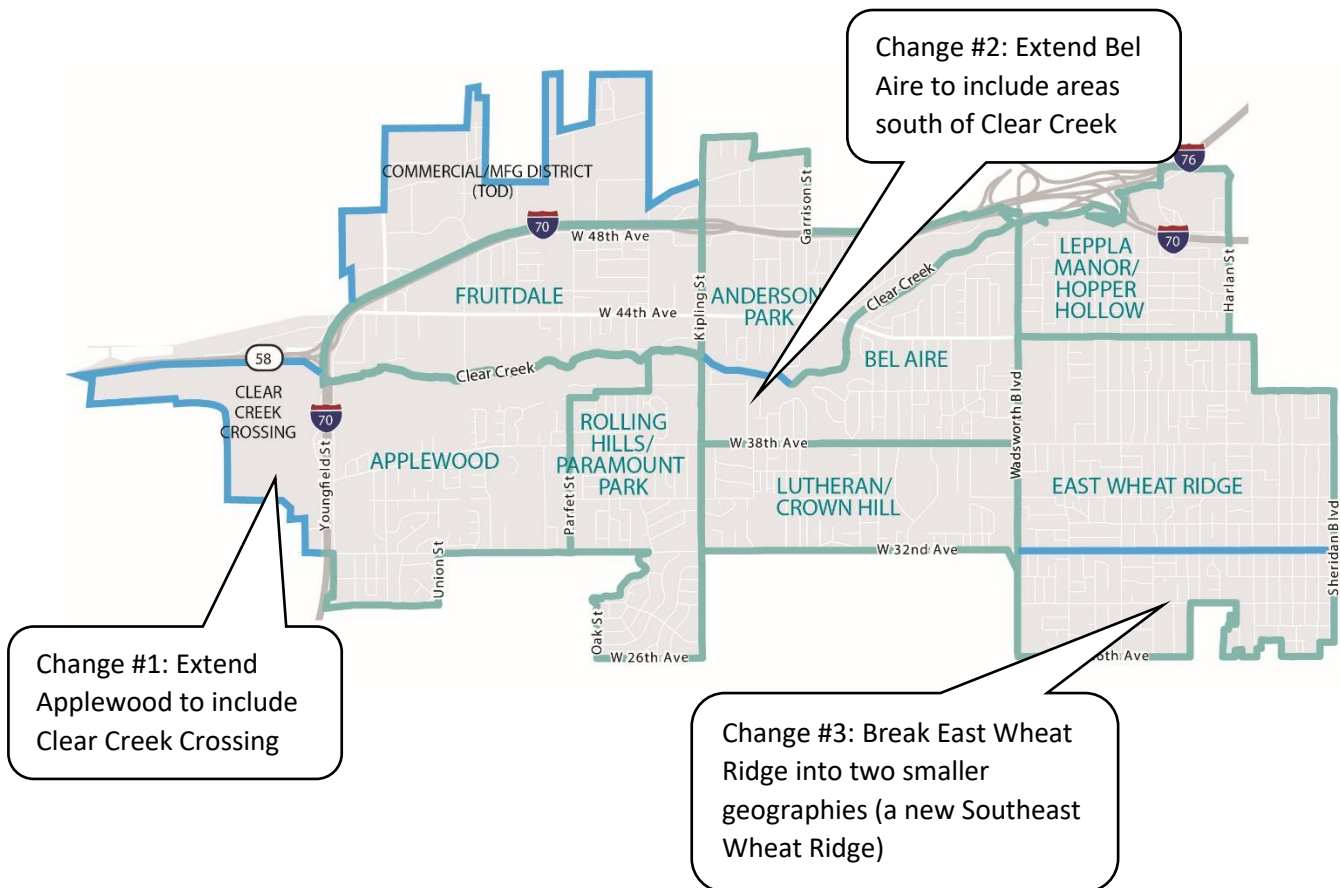 Change #2: Extend Bel
Aire to include areas
south of Clear Creek
COMMERCIAL/MFG DISTRICT
(TOD)
76
Garrison St
70
W 48th Ave
70
LEPPLA
MANOR/
HOPPER
HOLLOW
Harlan St
Clear Creek
FRUITDALE
Kipling St
ANDERSON
PARK
W 44th Ave
58
Clear Creek
BEL AIRE
CLEAR
CREEK
CROSSING
70
Wadsworth Blvd
ROLLING
HILLS/
PARAMOUNT
PARK
W 38th Ave
APPLEWOOD
LUTHERAN/
CROWN HILL
EAST WHEAT RIDGE
Youngfield St
Parfet St
W 32nd Ave
Union St
Sheridan Blvd
Oak St
W 26th Ave
6th Ave
Change #1: Extend
Applewood to include
Clear Creek Crossing
Change #3: Break East Wheat
Ridge into two smaller
geographies (a new Southeast
Wheat Ridge)